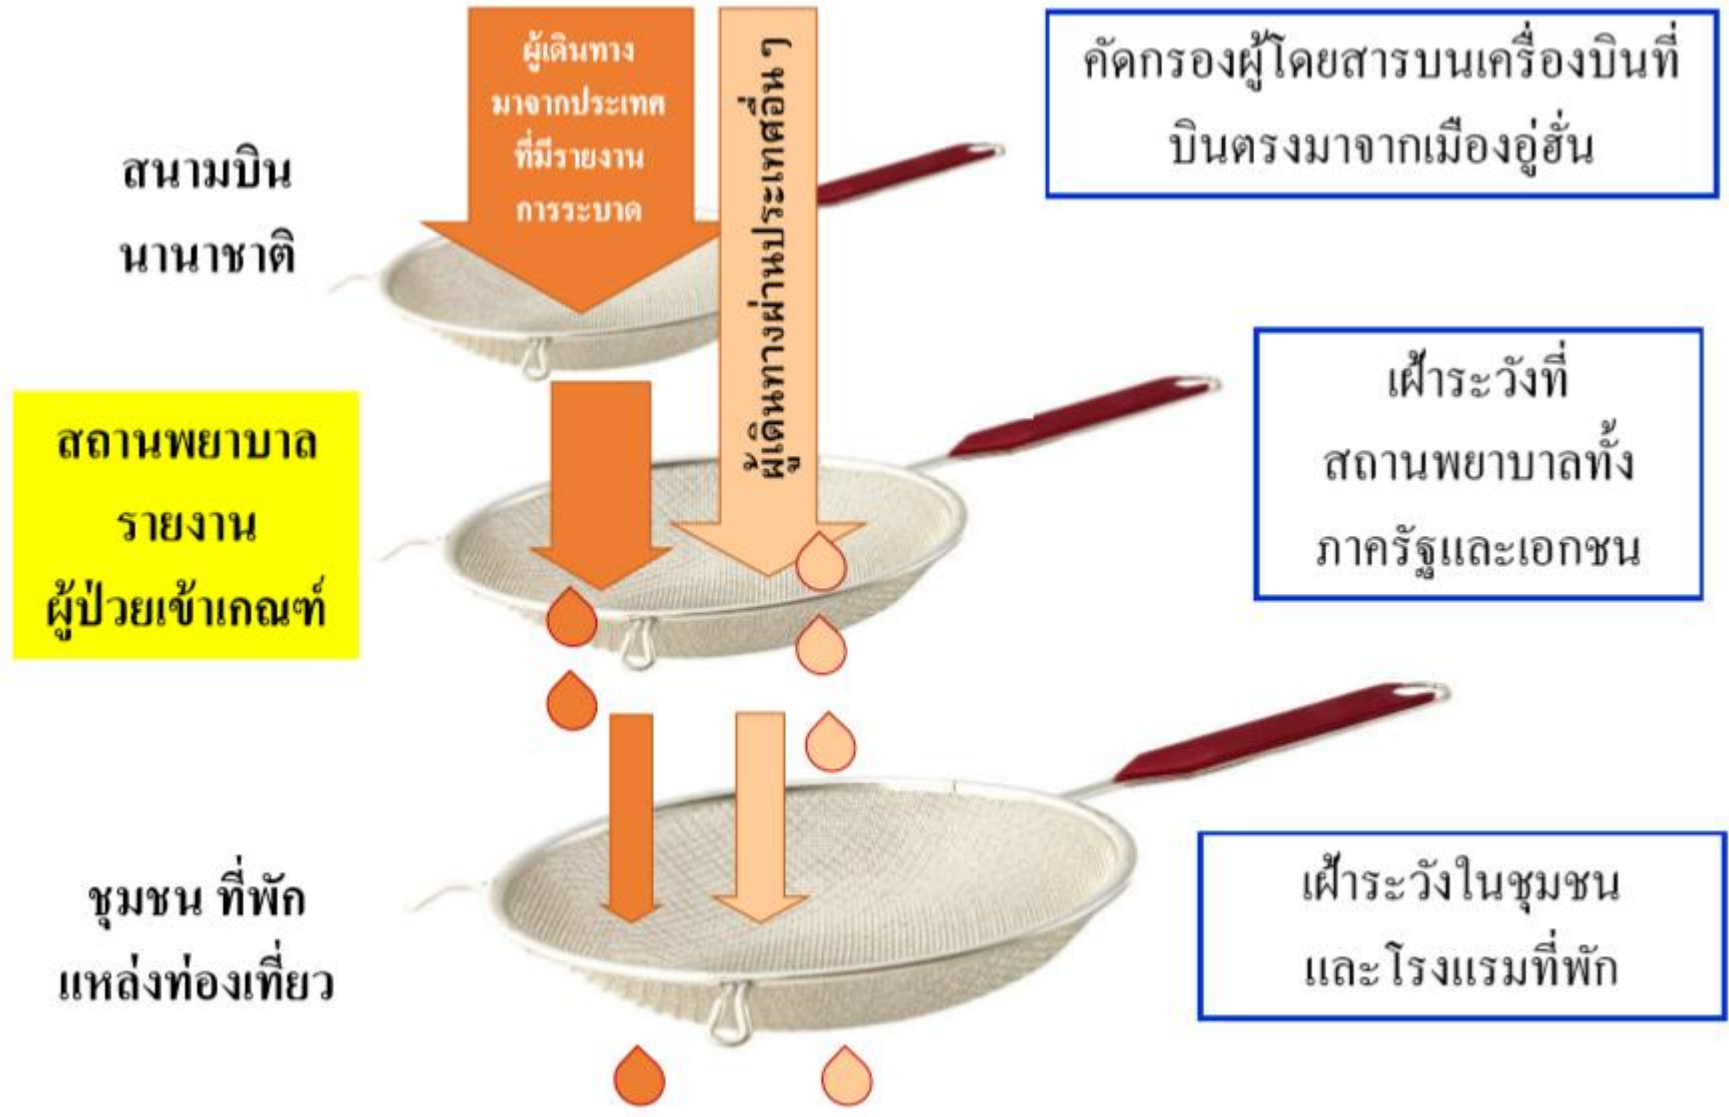 ผู้เดินทาง
มาจากประเทศ
ที่มีรายงาน
การระบาด
ผู้เดินทางผ่านประเทศอื่น ๆ
คัดกรองผู้โดยสารบนเครื่องบินที่
บินตรงมาจากเมืองอู่ฮั่น
สนามบิน
นานาชาติ
เฝ้าระวังที่
สถานพยาบาลทั้ง
ภาครัฐและเอกชน
สถานพยาบาล
รายงาน
ผู้ป่วยเข้าเกณฑ์
ชุมชน ที่พัก
แหล่งท่องเที่ยว
เฝ้าระวังในชุมชน
และโรงแรมที่พัก